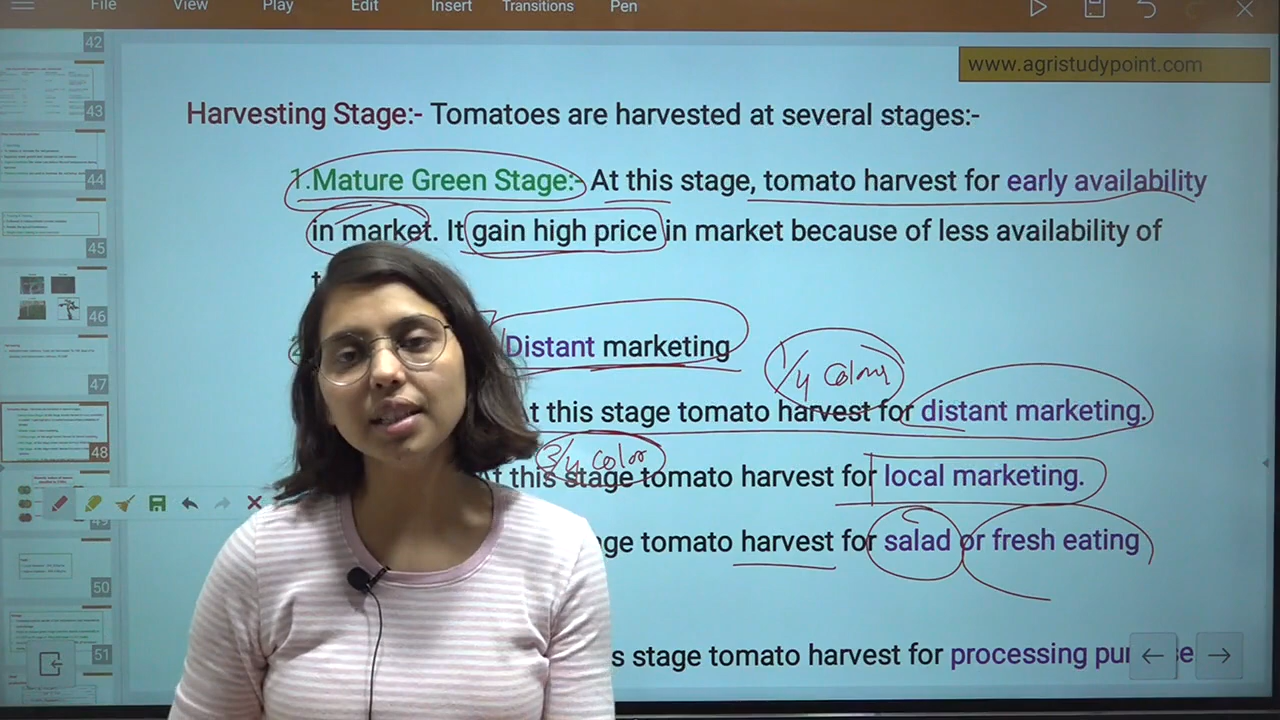 File View Play Edit Insert Transitions Pen
www.agristudypoint.com
Harvesting Stage:- Tomatoes are harvested at several stages:-
1.Mature Green Stage:- At this stage, tomato harvest for early availability
in market. It gain high price in market because of less availability of
Distant marketing
1/4 Colour
At this stage tomato harvest for distant marketing.
3/4 color
At this stage tomato harvest for local marketing.
tomato harvest for salad or fresh eating
stage tomato harvest for processing
42
43
44
45
46
47
48
49
50
51